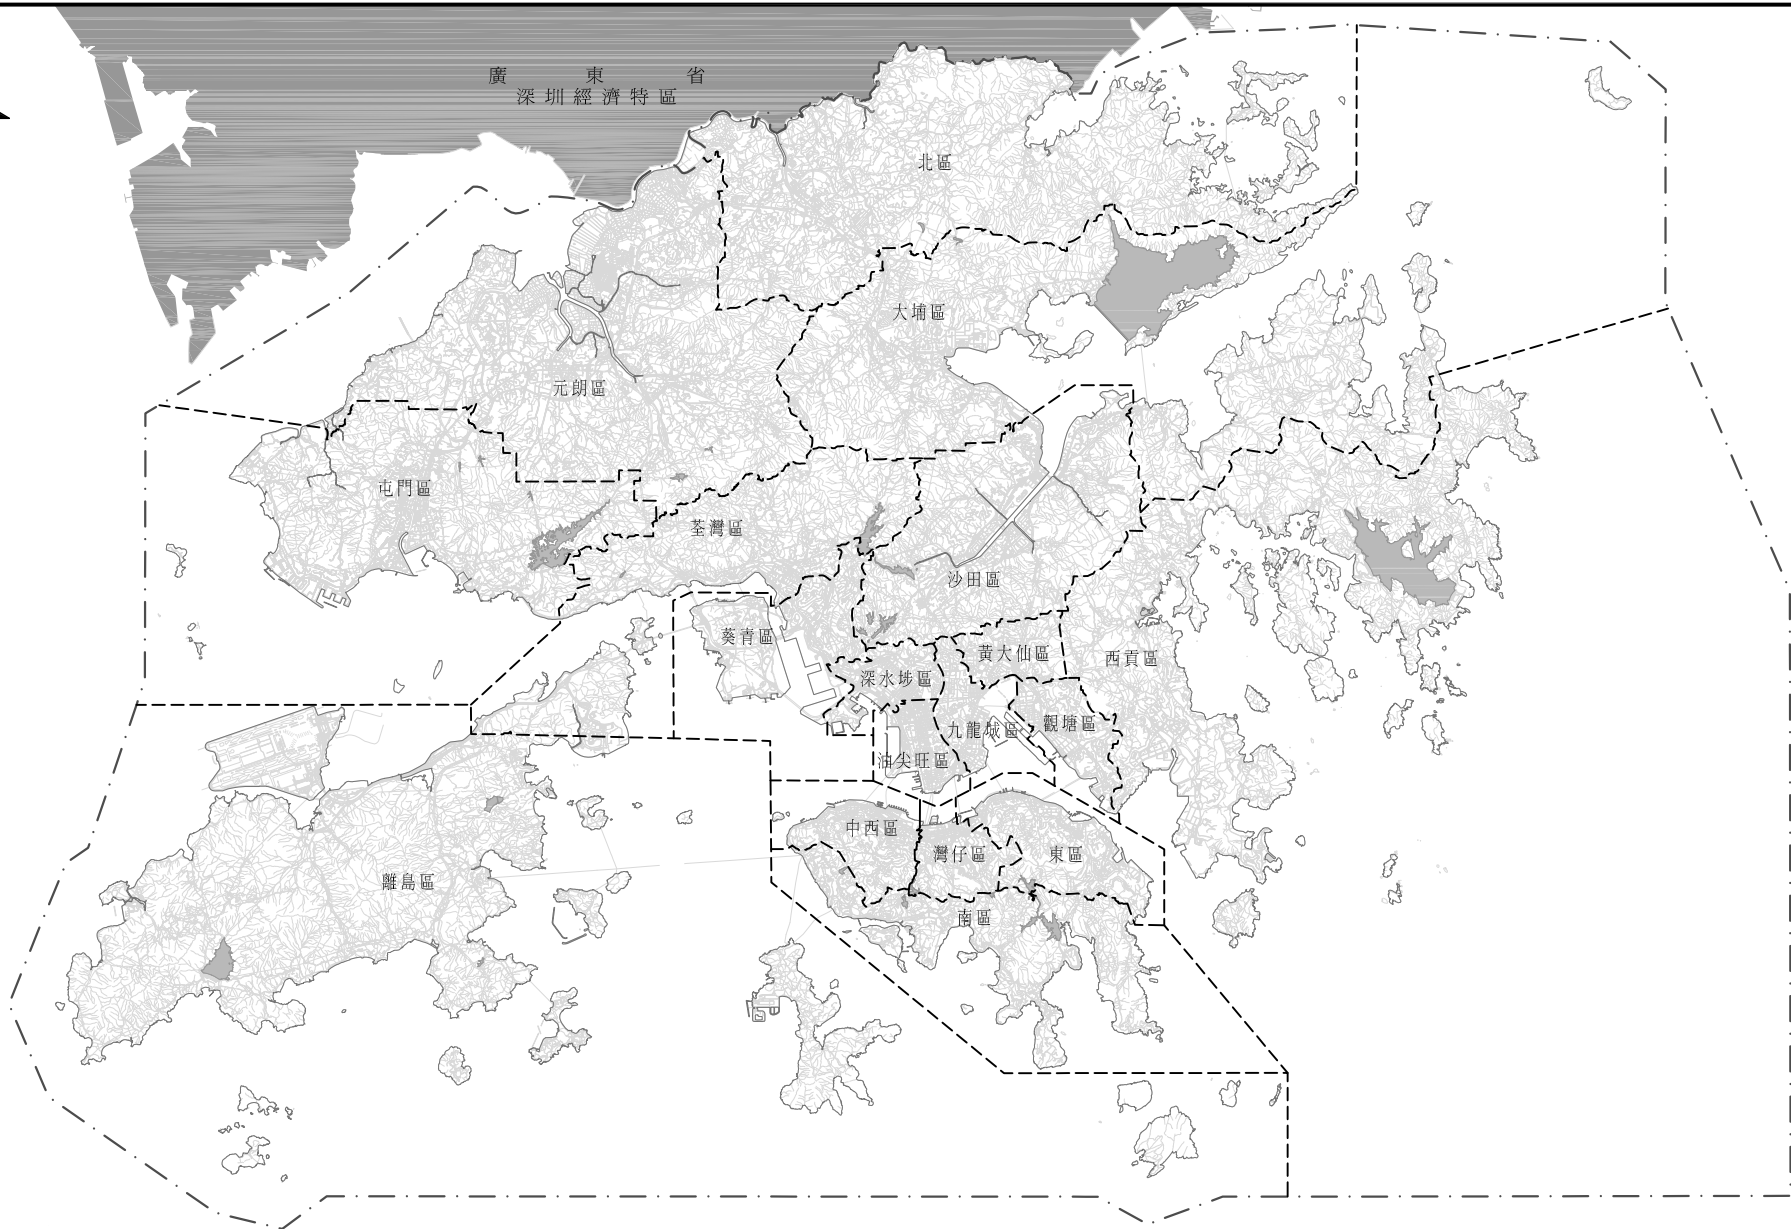 廣東省
深圳經濟特區
北區
大埔區
元朗區
屯門區
荃灣區
沙田區
葵青區
黃大仙區
西貢區
深水埗區
觀塘區
九龍城區
油尖旺區
中西區
灣仔區
東區
離島區
南區